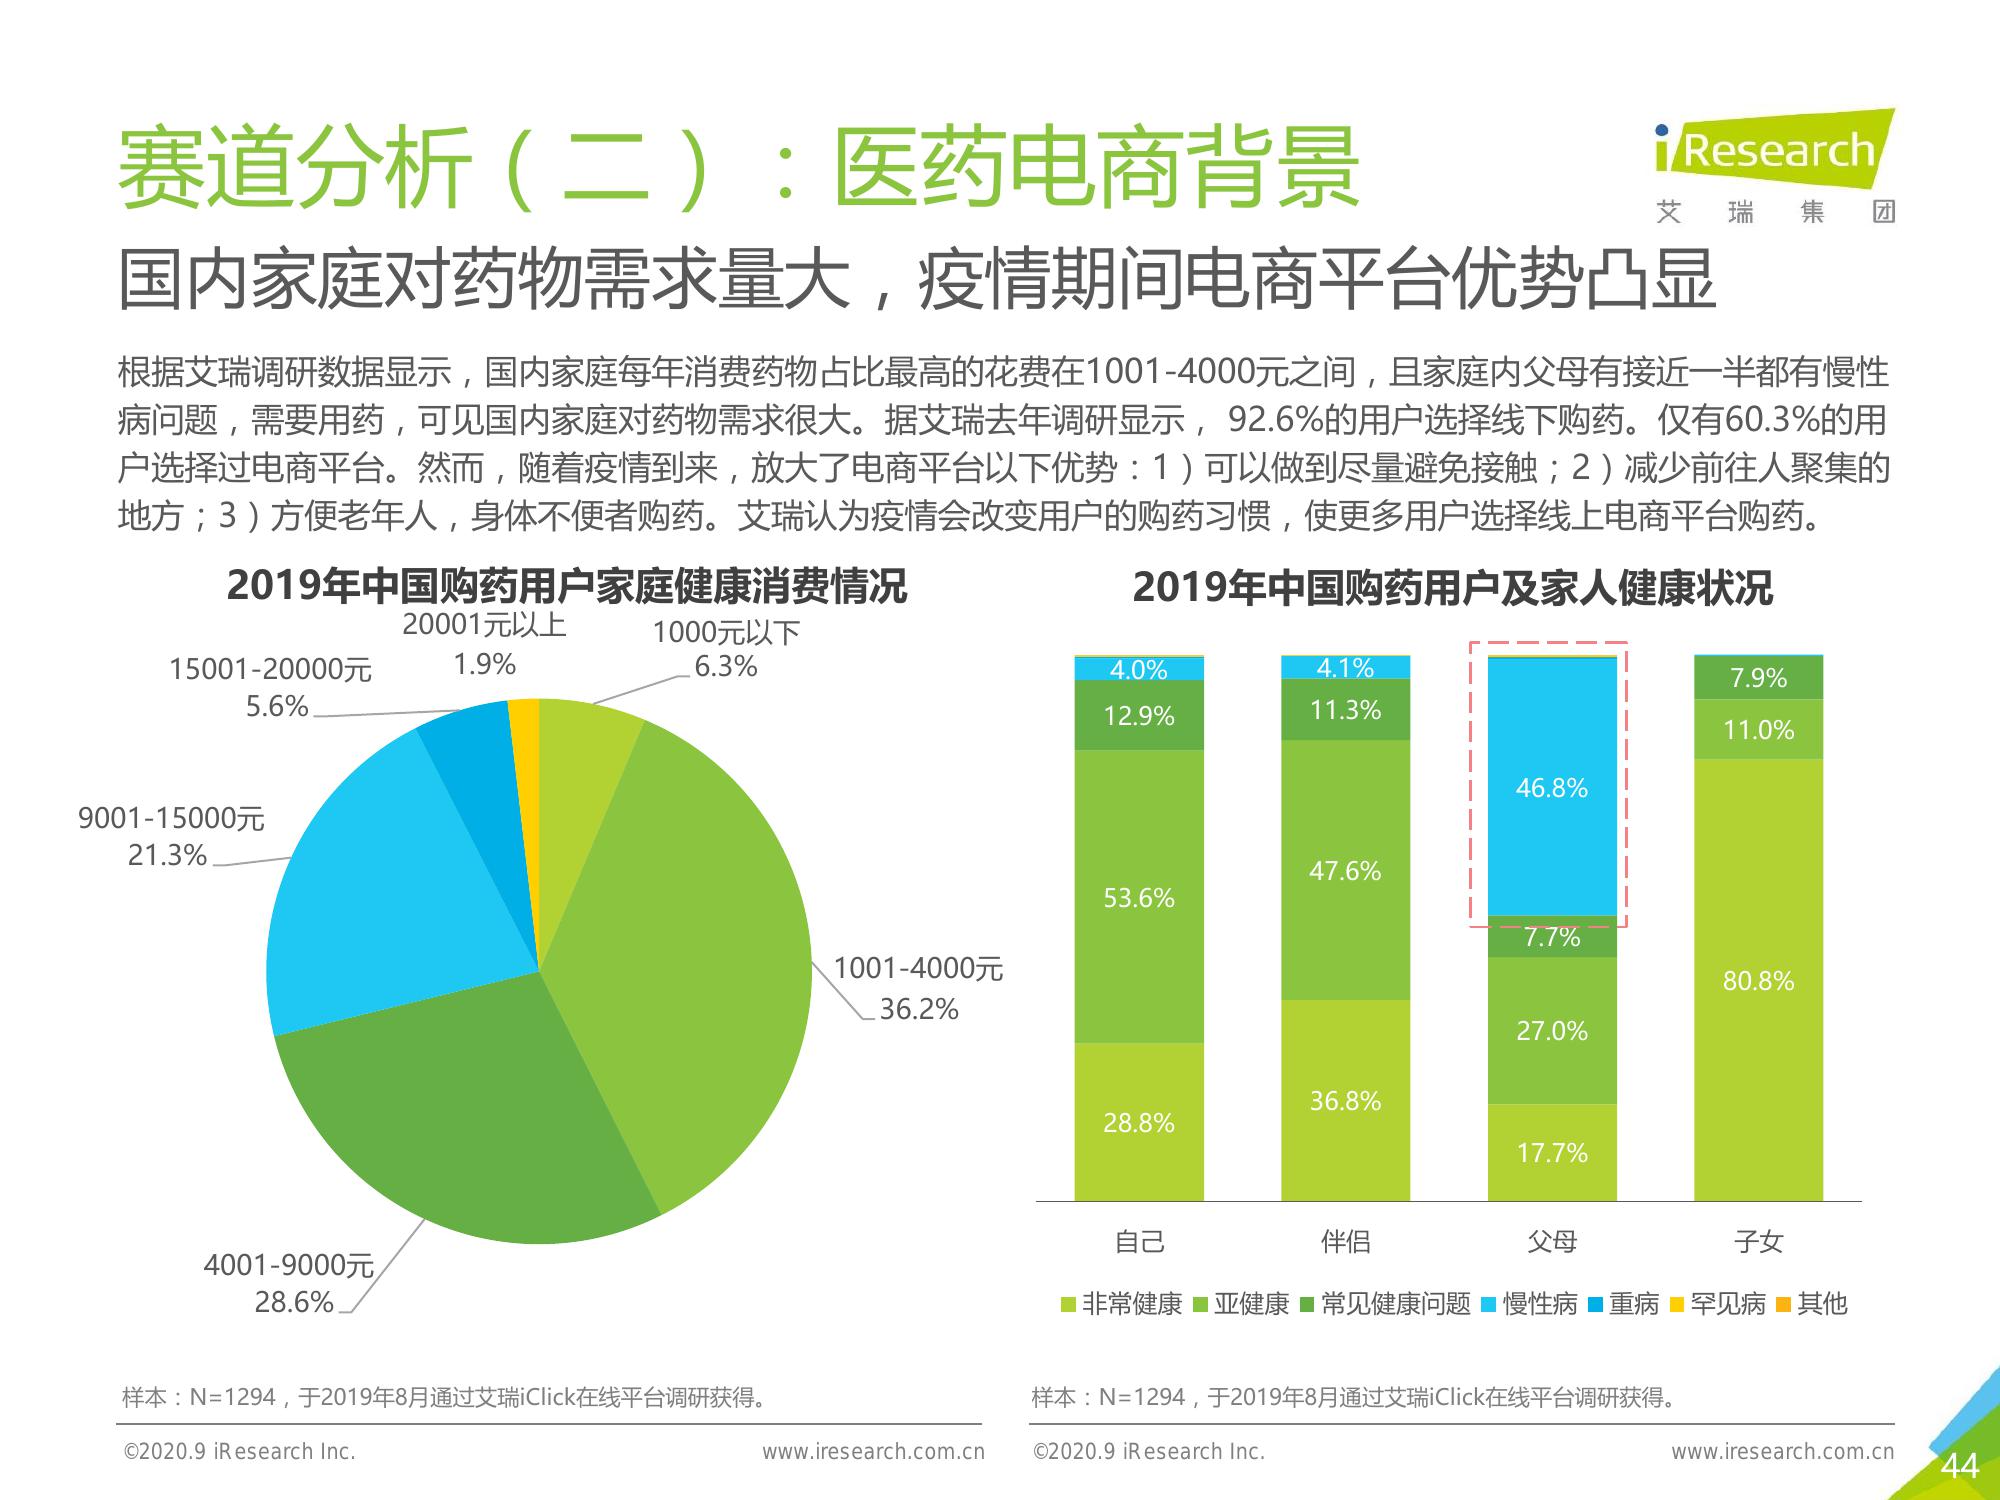 赛道分析（二）：医药电商背景
iResearch
艾 瑞 集 团
国内家庭对药物需求量大，疫情期间电商平台优势凸显
根据艾瑞调研数据显示，国内家庭每年消费药物占比最高的花费在1001-4000元之间，且家庭内父母有接近一半都有慢性
病问题，需要用药，可见国内家庭对药物需求很大。据艾瑞去年调研显示， 92.6%的用户选择线下购药。仅有60.3%的用
户选择过电商平台。然而，随着疫情到来，放大了电商平台以下优势：1）可以做到尽量避免接触；2）减少前往人聚集的
地方；3）方便老年人，身体不便者购药。艾瑞认为疫情会改变用户的购药习惯，使更多用户选择线上电商平台购药。
2019年中国购药用户家庭健康消费情况
20001元以上
1.9%
1000元以下
6.3%
15001-20000元
5.6%
9001-15000元
21.3%
1001-4000元
36.2%
4001-9000元
28.6%
样本：N=1294，于2019年8月通过艾瑞iClick在线平台调研获得。
©2020.9 iResearch Inc.
www.iresearch.com.cn
2019年中国购药用户及家人健康状况
4.0%
12.9%
53.6%
28.8%
4.1%
11.3%
47.6%
36.8%
46.8%
7.7%
27.0%
17.7%
7.9%
11.0%
80.8%
自己 伴侣 父母 子女
非常健康 亚健康 常见健康问题 慢性病 重病 罕见病 其他
样本：N=1294，于2019年8月通过艾瑞iClick在线平台调研获得。
©2020.9 iResearch Inc.
www.iresearch.com.cn
44